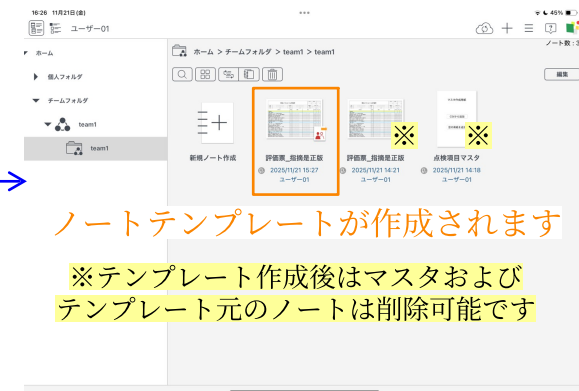 16:26 11月21日(金)
45%
ユーザー01
ノート数：3
ホーム
ホーム > チームフォルダ > team1 > team1
個人フォルダ
編集
チームフォルダ
team1
team1
※
※
新規ノート作成
評価票_指摘是正版
2025/11/21 15:27
ユーザー01
評価票_指摘是正版
2025/11/21 14:21
ユーザー01
点検項目マスタ
2025/11/21 14:18
ユーザー01
ノートテンプレートが作成されます
※テンプレート作成後はマスタおよび
テンプレート元のノートは削除可能です